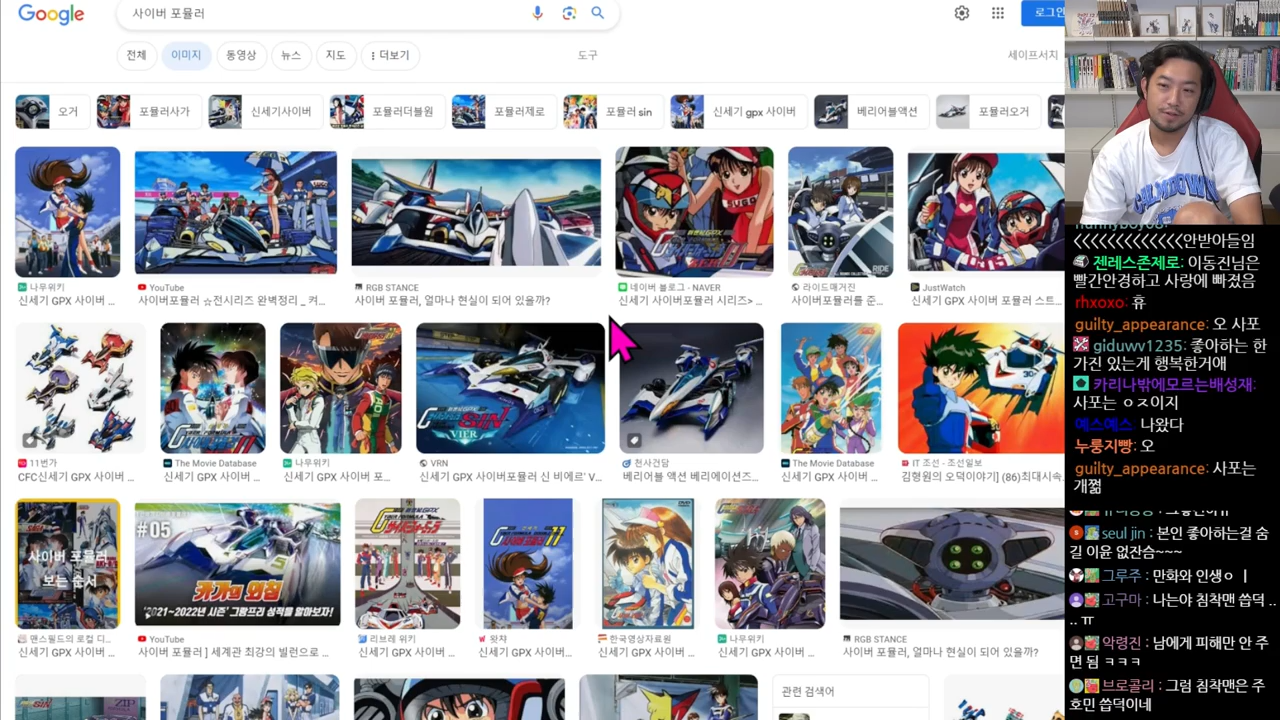 Google
사이버 포뮬러
로그인
전체
이미지
동영상
뉴스
지도
더보기
도구
세이프서치
오거
포뮬러사가
신세기사이버
포뮬러더블원
포뮬러제로
포뮬러 sin
신세기 gpx 사이버
베리어블액션
포뮬러오거
나무위키
신세기 GPX 사이버 ...
YouTube
사이버포뮬러 ☆전시리즈 완벽정리 _ 커...
RGB STANCE
사이버 포뮬러, 얼마나 현실이 되어 있을까?
네이버 블로그 - NAVER
신세기 사이버포뮬러 시리즈> ...
라이드매거진
사이버포뮬러를 준...
JustWatch
신세기 GPX 사이버 포뮬러 스트...
11번가
CFC신세기 GPX 사이버 ...
The Movie Database
신세기 GPX 사이버 ...
나무위키
신세기 GPX 사이버 포...
VRN
신세기 GPX 사이버포뮬러 신 비에르' V...
천사건담
베리어블 액션 베리에이션즈...
The Movie Database
신세기 GPX 사이버 ...
IT 조선 - 조선일보
김형원의 오덕이야기] (86)최대시속
SIN
VIER
사이버 포뮬러
보는 순서
#05
카가의 외침
'2021~2022년 시즌' 그랑프리 성적을 알아보자!
맨스필드의 로컬 디...
신세기 GPX 사이버 ...
YouTube
사이버 포뮬러 ] 세계관 최강의 빌런으로 ...
리브레 위키
신세기 GPX 사이버 ...
왓챠
신세기 GPX 사이버 ...
한국영상자료원
신세기 GPX 사이버 ...
나무위키
신세기 GPX 사이버 ...
RGB STANCE
사이버 포뮬러, 얼마나 현실이 되어 있을까?
관련 검색어
<<<<<<<<<<<<<안받아들임
젠레스존제로: 이동진님은
빨간안경하고 사랑에 빠졌음
rhxoxo: 휴
guilty_appearance: 오 사포
giduwv1235: 좋아하는 한
가진 있는게 행복한거에
카리나밖에모르는배성재:
사포는 ㅇㅈ이지
예스예스: 나왔다
누룽지빵: 오
guilty_appearance: 사포는
개쩖
seul jin : 본인 좋아하는걸 숨
길 이윤 없잔슴~~~
그루주 : 만화와 인생ㅇㅣ
고구마 : 나는야 침착맨 씁덕 ..
.. ㅠ
악령진 : 남에게 피해만 안 주
면 됨 ㅋㅋㅋ
브로콜리 : 그럼 침착맨은 주
호민 씁덕이네